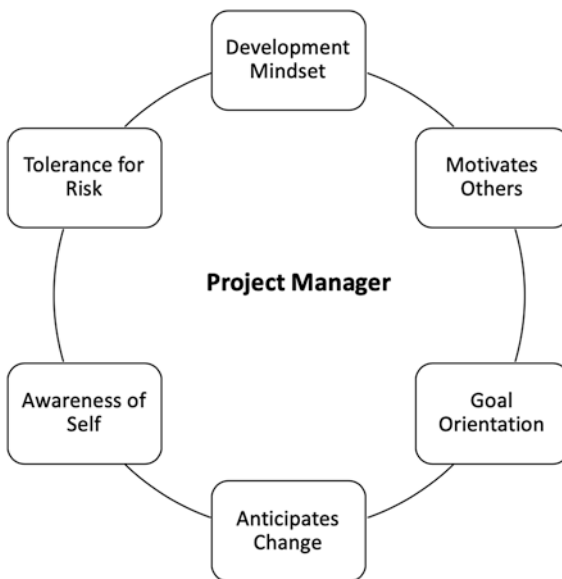 Development
Mindset
Tolerance for
Risk
Motivates
Others
Project Manager
Awareness of
Self
Goal
Orientation
Anticipates
Change